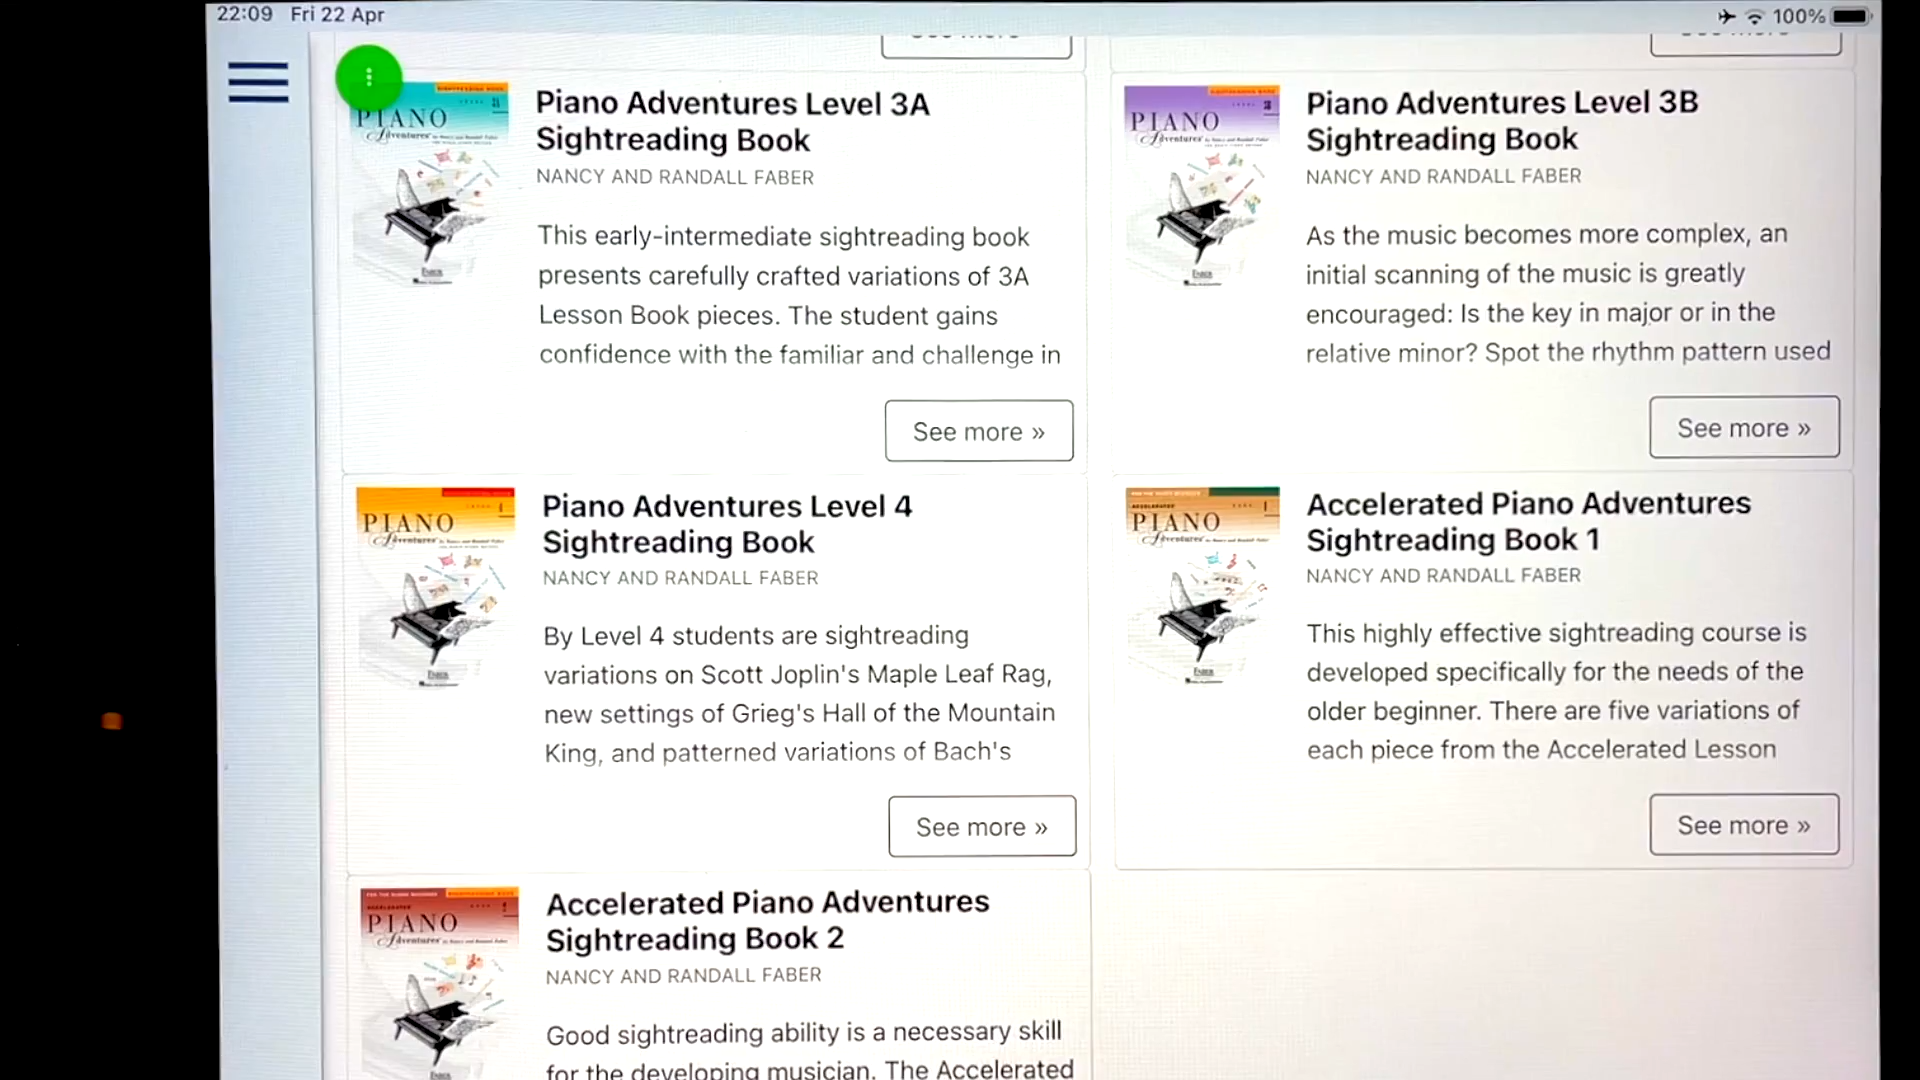 22:09 Fri 22 Apr
100%
Piano Adventures Level 3A
Sightreading Book
NANCY AND RANDALL FABER
This early-intermediate sightreading book
presents carefully crafted variations of 3A
Lesson Book pieces. The student gains
confidence with the familiar and challenge in
See more »
PIANO
Adventures
Piano Adventures Level 3B
Sightreading Book
NANCY AND RANDALL FABER
As the music becomes more complex, an
initial scanning of the music is greatly
encouraged: Is the key in major or in the
relative minor? Spot the rhythm pattern used
See more »
PIANO
Adventures
Piano Adventures Level 4
Sightreading Book
NANCY AND RANDALL FABER
By Level 4 students are sightreading
variations on Scott Joplin's Maple Leaf Rag,
new settings of Grieg's Hall of the Mountain
King, and patterned variations of Bach's
See more »
PIANO
Adventures
Accelerated Piano Adventures
Sightreading Book 1
NANCY AND RANDALL FABER
This highly effective sightreading course is
developed specifically for the needs of the
older beginner. There are five variations of
each piece from the Accelerated Lesson
See more »
PIANO
Adventures
Accelerated Piano Adventures
Sightreading Book 2
NANCY AND RANDALL FABER
Good sightreading ability is a necessary skill
for the developing musician. The Accelerated
PIANO
Adventures